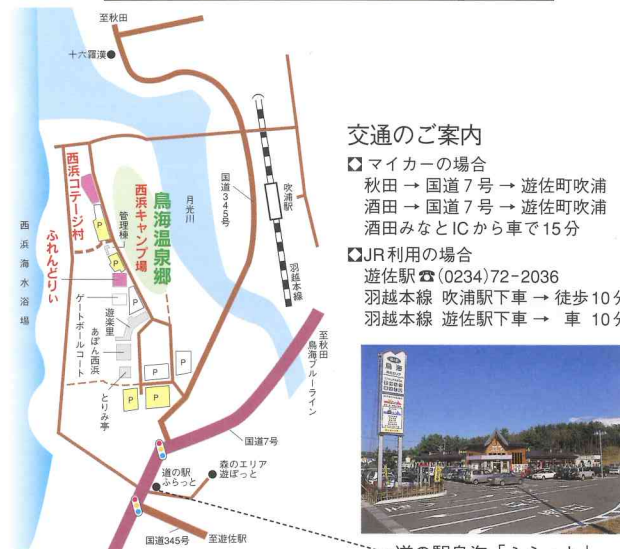 至秋田
十六羅漢●
西浜コテージ村
ふれんどりぃ
西浜海水浴場
鳥海温泉郷
西浜キャンプ場
管理棟
月光川
国道345号
吹浦駅
羽越本線
P
P
P
P
P
P
P
遊楽里
ゲートボールコート
あぽん西浜
とりみ亭
至秋田
鳥海ブルーライン
国道7号
道の駅
ふらっと
森のエリア
遊ぽっと
国道345号
至遊佐駅
交通のご案内
マイカーの場合
秋田 → 国道7号 → 遊佐町吹浦
酒田 → 国道7号 → 遊佐町吹浦
酒田みなとICから車で15分
JR利用の場合
遊佐駅☎(0234)72-2036
羽越本線 吹浦駅下車 → 徒歩10分
羽越本線 遊佐駅下車 → 車 10分
鳥海